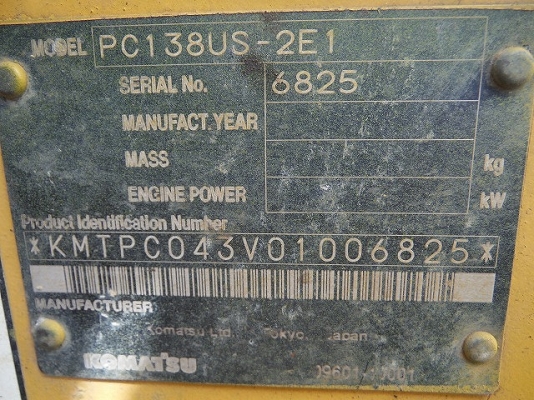 MODEL PC138US-2E1
SERIAL No. 6825
MANUFACT.YEAR
MASS kg
ENGINE POWER kW
Product Identification Number
*KMTPC043V01006825*
MANUFACTURER
Komatsu Ltd. Tokyo, Japan
KOMATSU